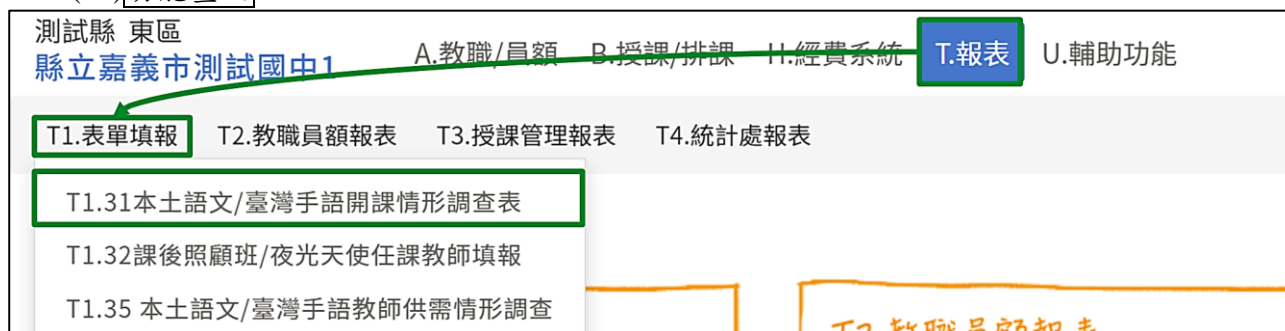 測試縣 東區
縣立嘉義市測試國中1
A.教職/員額 B.授課/排課 H.經費系統 T.報表 U.輔助功能
T1.表單填報 T2.教職員額報表 T3.授課管理報表 T4.統計處報表
T1.31本土語文/臺灣手語開課情形調查表
T1.32課後照顧班/夜光天使任課教師填報
T1.35 本土語文/臺灣手語教師供需情形調查